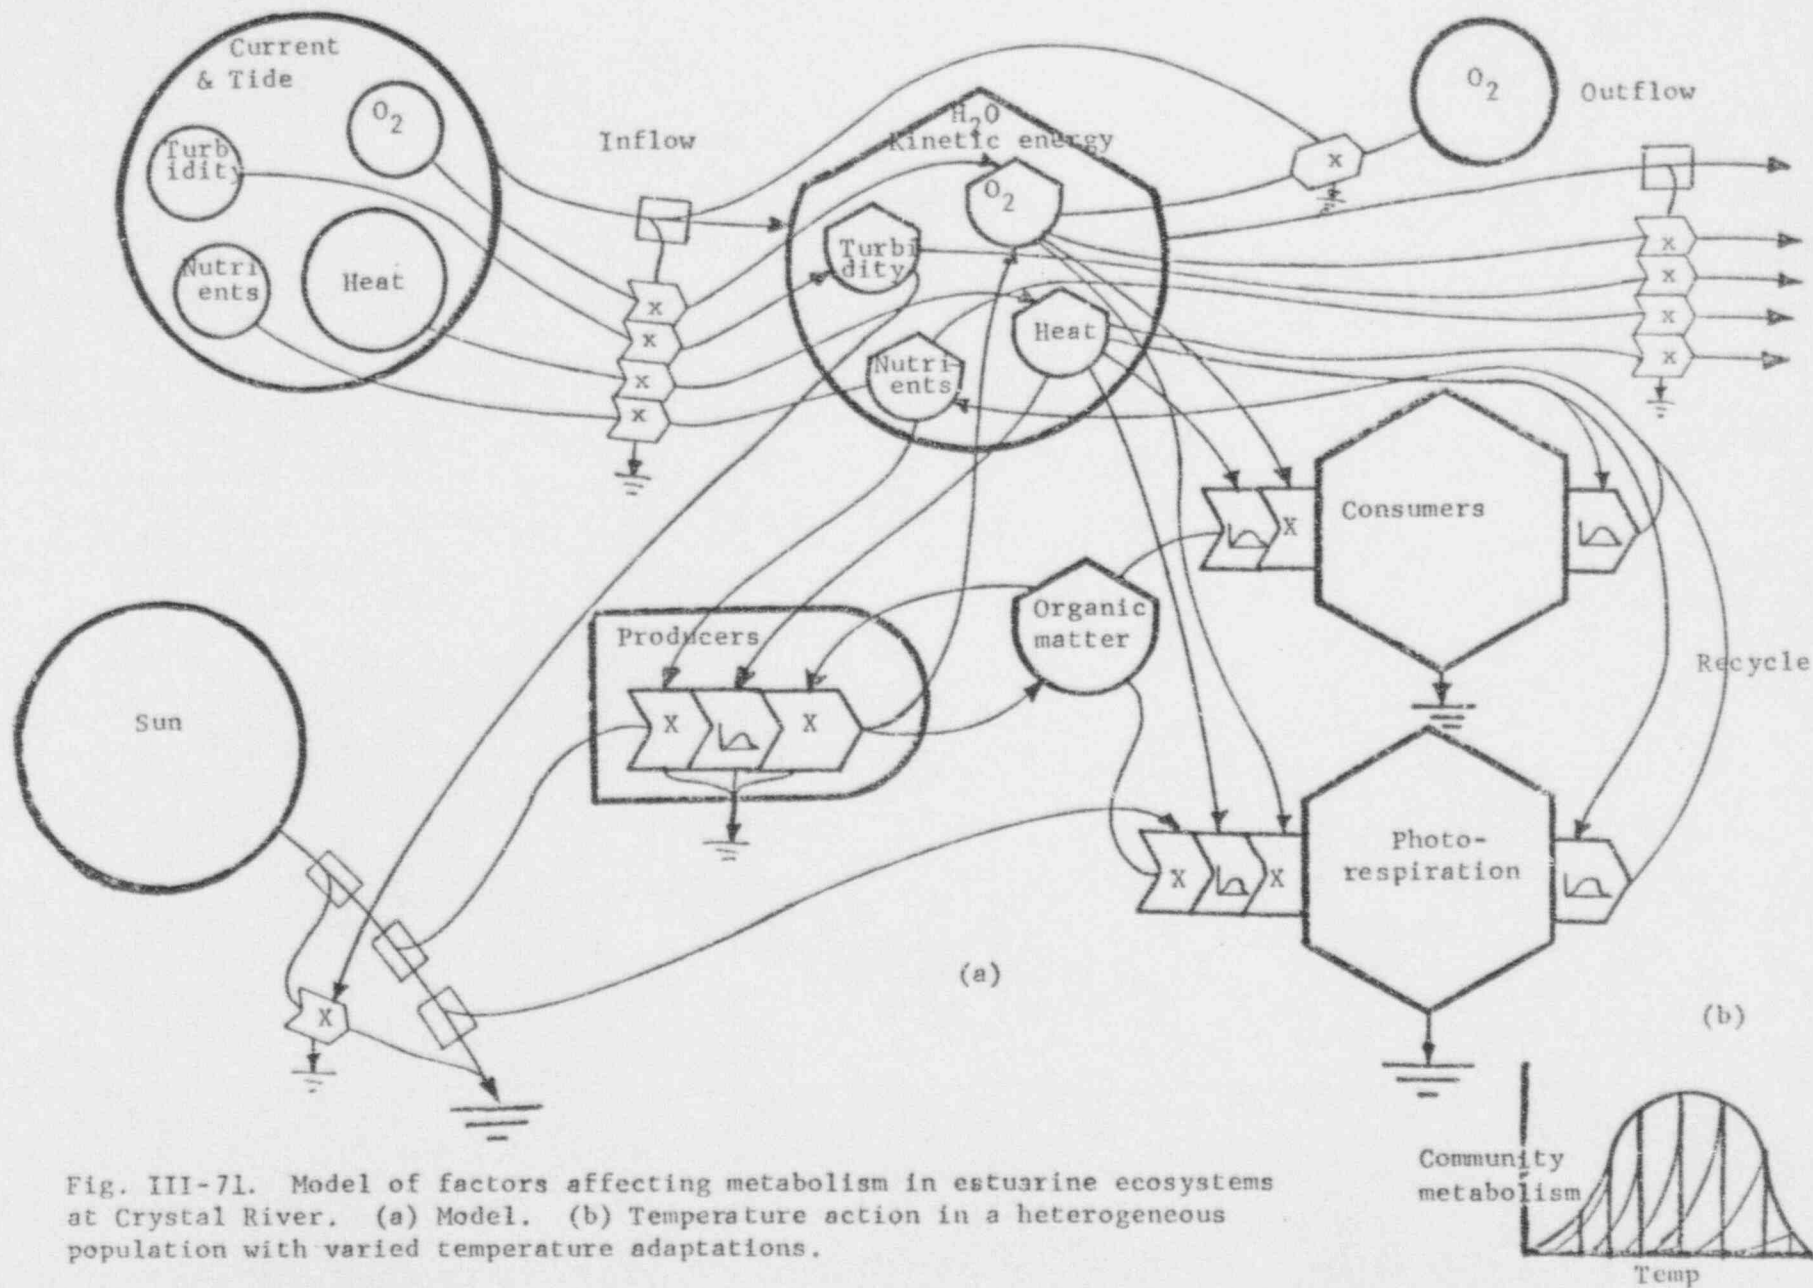 Current
& Tide
O2
Turb
idity
Nutri
ents
Heat
Inflow
x
x
x
x
H2O
Kinetic energy
O2
Turbi
dity
Heat
Nutri-
ents
x
O2
Outflow
x
x
x
x
Sun
Producers
X
X
Organic
matter
X
Consumers
Recycle
X
X
Photo-
respiration
X
(a)
(b)
Community
metabolism
Temp
Fig. III-71. Model of factors affecting metabolism in estuarine ecosystems
at Crystal River. (a) Model. (b) Temperature action in a heterogeneous
population with varied temperature adaptations.